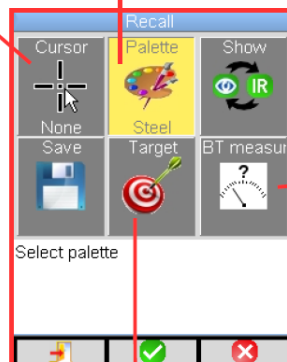 Recall
Cursor
Palette
Show
IR
None
Steel
Save
Target
BT measur
?
Select palette